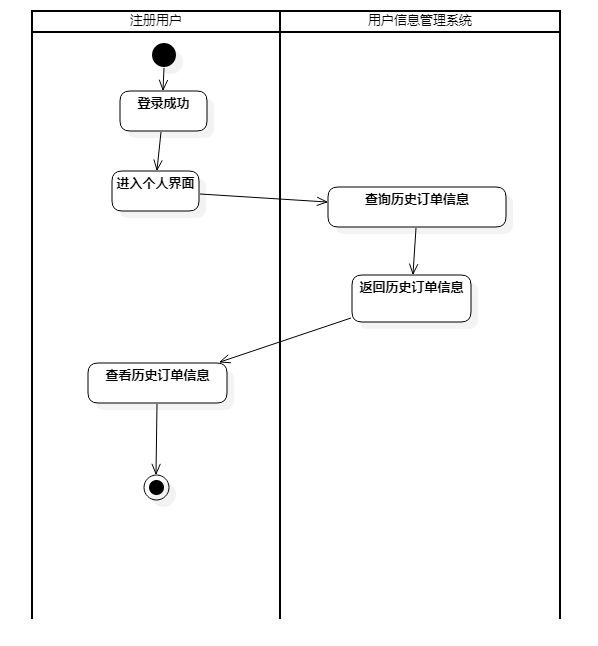 注册用户
用户信息管理系统
登录成功
进入个人界面
查询历史订单信息
返回历史订单信息
查看历史订单信息